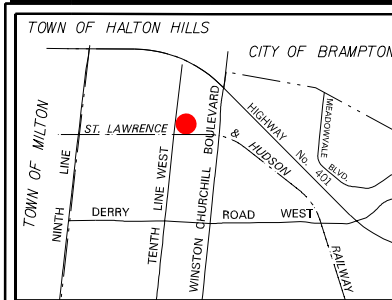 TOWN OF HALTON HILLS
CITY OF BRAMPTON
TOWN OF MILTON
NINTH LINE
ST. LAWRENCE & HUDSON RAILWAY
TENTH LINE WEST
WINSTON CHURCHILL BOULEVARD
HIGHWAY No. 401
MEADOWVALE BLVD.
DERRY ROAD WEST